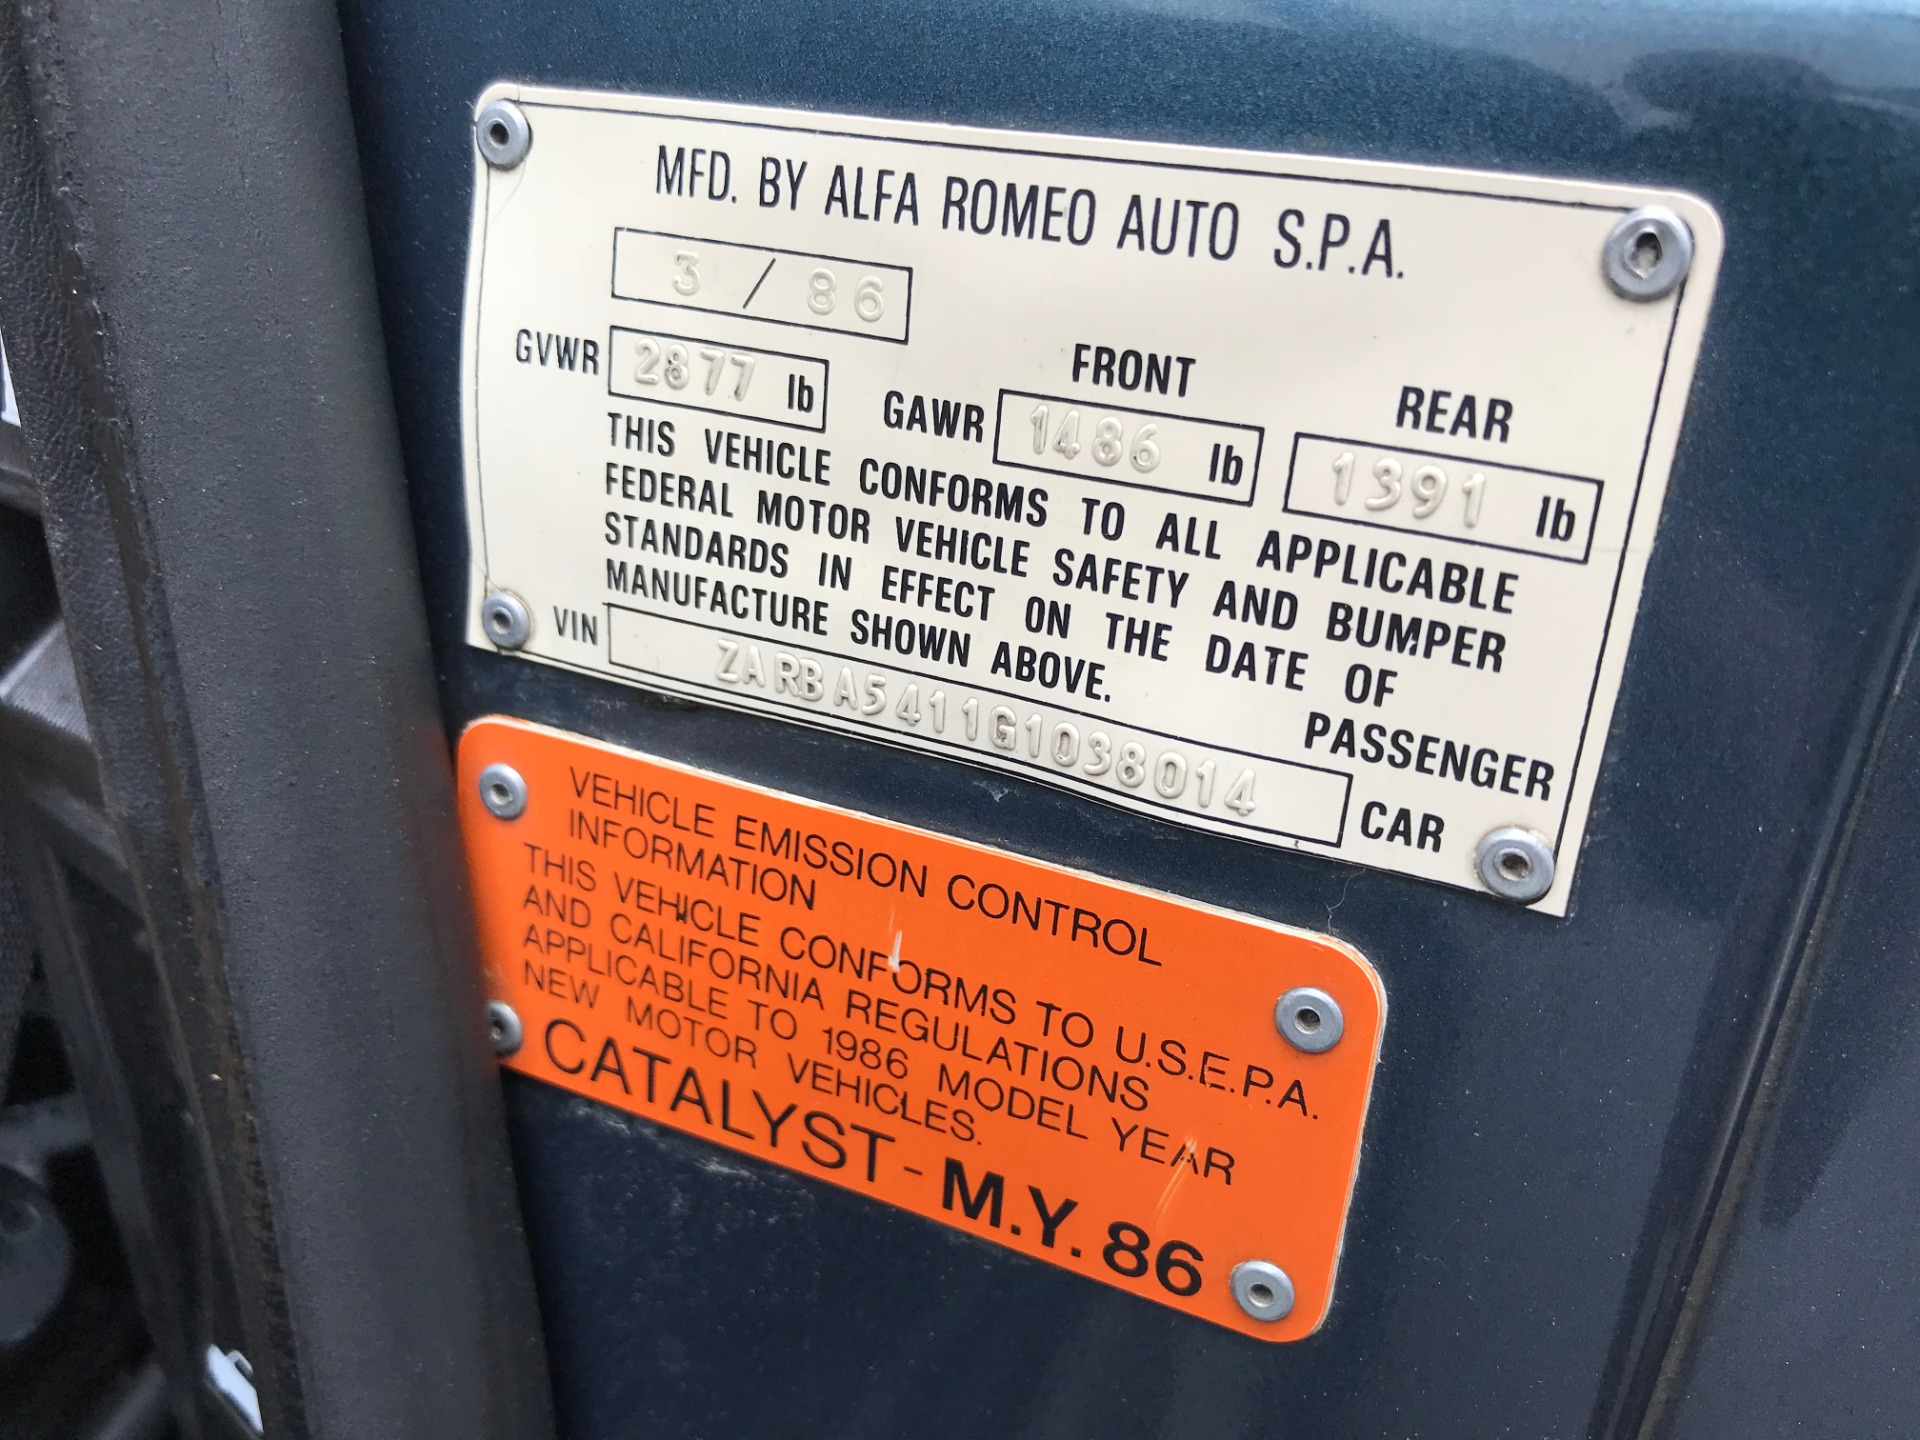 MFD. BY ALFA ROMEO AUTO S.P.A.
3 / 86
GVWR 2877 lb
FRONT REAR
GAWR 1486 lb 1391 lb
THIS VEHICLE CONFORMS TO ALL APPLICABLE
FEDERAL MOTOR VEHICLE SAFETY AND BUMPER
STANDARDS IN EFFECT ON THE DATE OF
MANUFACTURE SHOWN ABOVE.
VIN ZARBA5411G1038014 PASSENGER
CAR
VEHICLE EMISSION CONTROL
INFORMATION
THIS VEHICLE CONFORMS TO U.S.E.P.A.
AND CALIFORNIA REGULATIONS
APPLICABLE TO 1986 MODEL YEAR
NEW MOTOR VEHICLES.
CATALYST - M.Y. 86